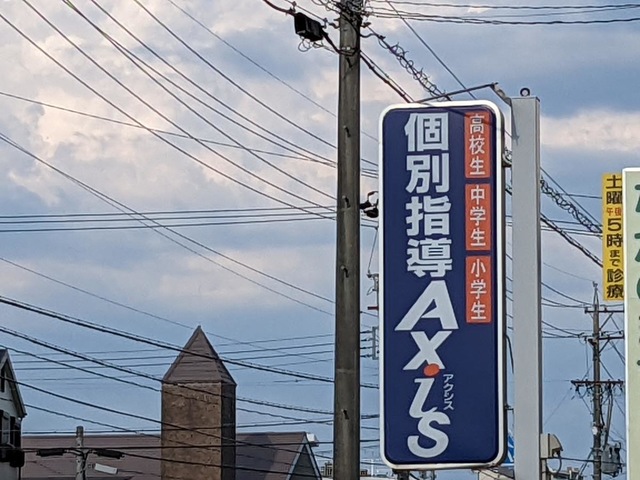 個別指導
Axis
アクシス
高校生
中学生
小学生
土曜午後
5時まで診療